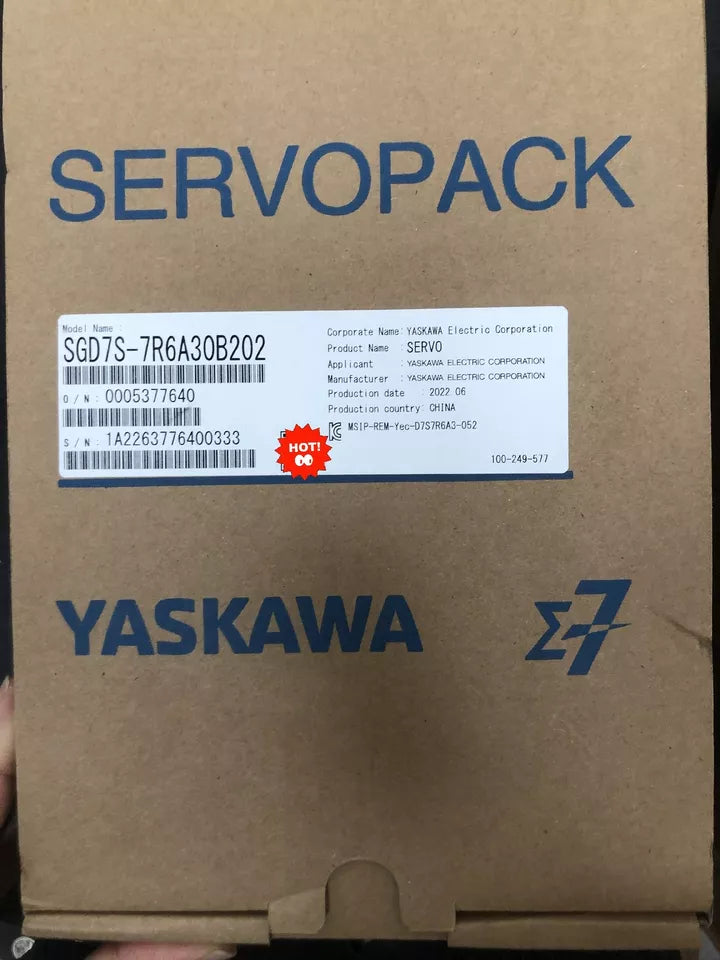 SERVOPACK
Model Name :
SGD7S-7R6A30B202
O/N : 0005377640
S/N : 1A2263776400333
Corporate Name: YASKAWA Electric Corporation
Product Name : SERVO
Applicant : YASKAWA ELECTRIC CORPORATION
Manufacturer : YASKAWA ELECTRIC CORPORATION
Production date : 2022.06
Production country: CHINA
MSIP-REM-Yec-D7S7R6A3-052
HOT!
100-249-577
YASKAWA
Σ-7